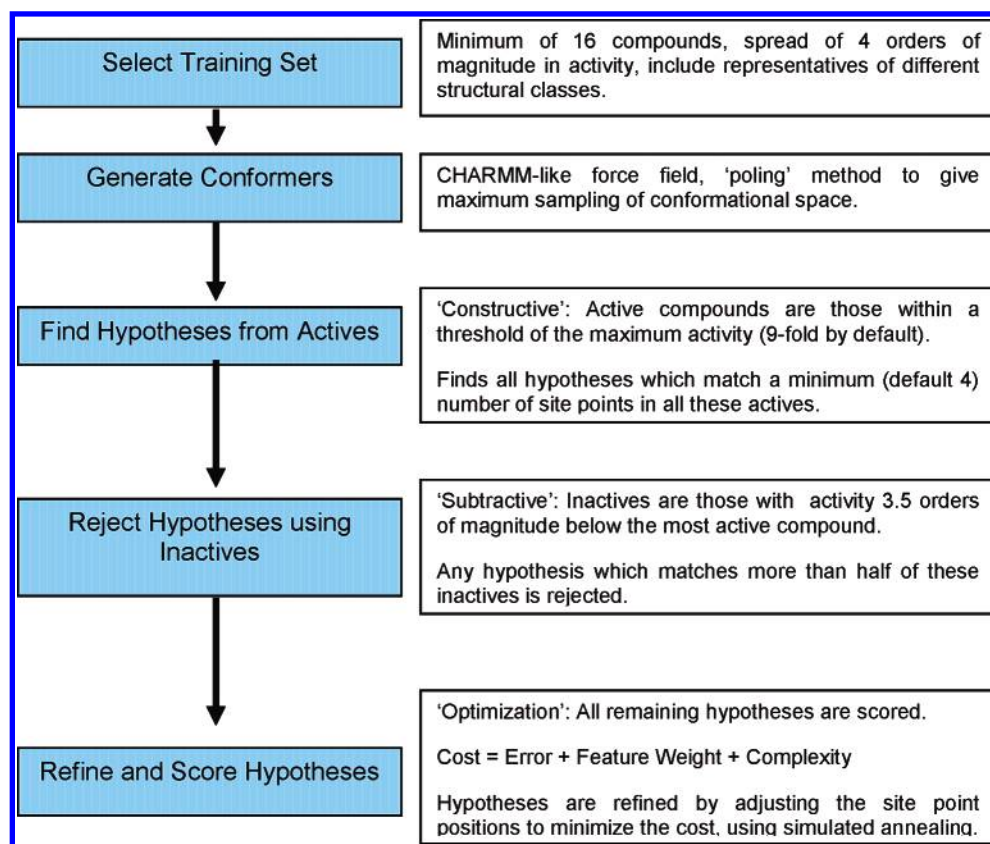 Select Training Set
Minimum of 16 compounds, spread of 4 orders of
magnitude in activity, include representatives of different
structural classes.
Generate Conformers
CHARMM-like force field, 'poling' method to give
maximum sampling of conformational space.
Find Hypotheses from Actives
'Constructive': Active compounds are those within a
threshold of the maximum activity (9-fold by default).
Finds all hypotheses which match a minimum (default 4)
number of site points in all these actives.
Reject Hypotheses using
Inactives
'Subtractive': Inactives are those with activity 3.5 orders
of magnitude below the most active compound.
Any hypothesis which matches more than half of these
inactives is rejected.
Refine and Score Hypotheses
'Optimization': All remaining hypotheses are scored.
Cost = Error + Feature Weight + Complexity
Hypotheses are refined by adjusting the site point
positions to minimize the cost, using simulated annealing.